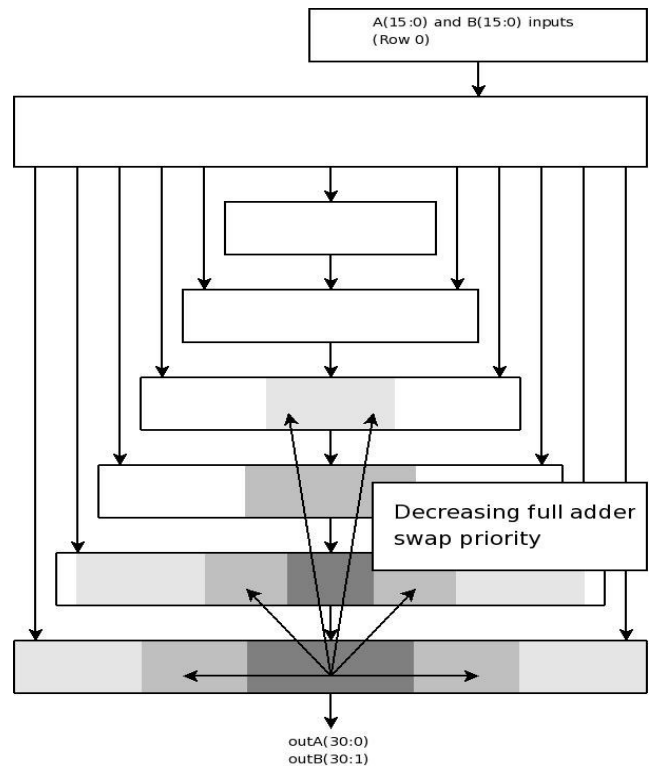 A(15:0) and B(15:0) inputs
(Row 0)
Decreasing full adder
swap priority
outA(30:0)
outB(30:1)